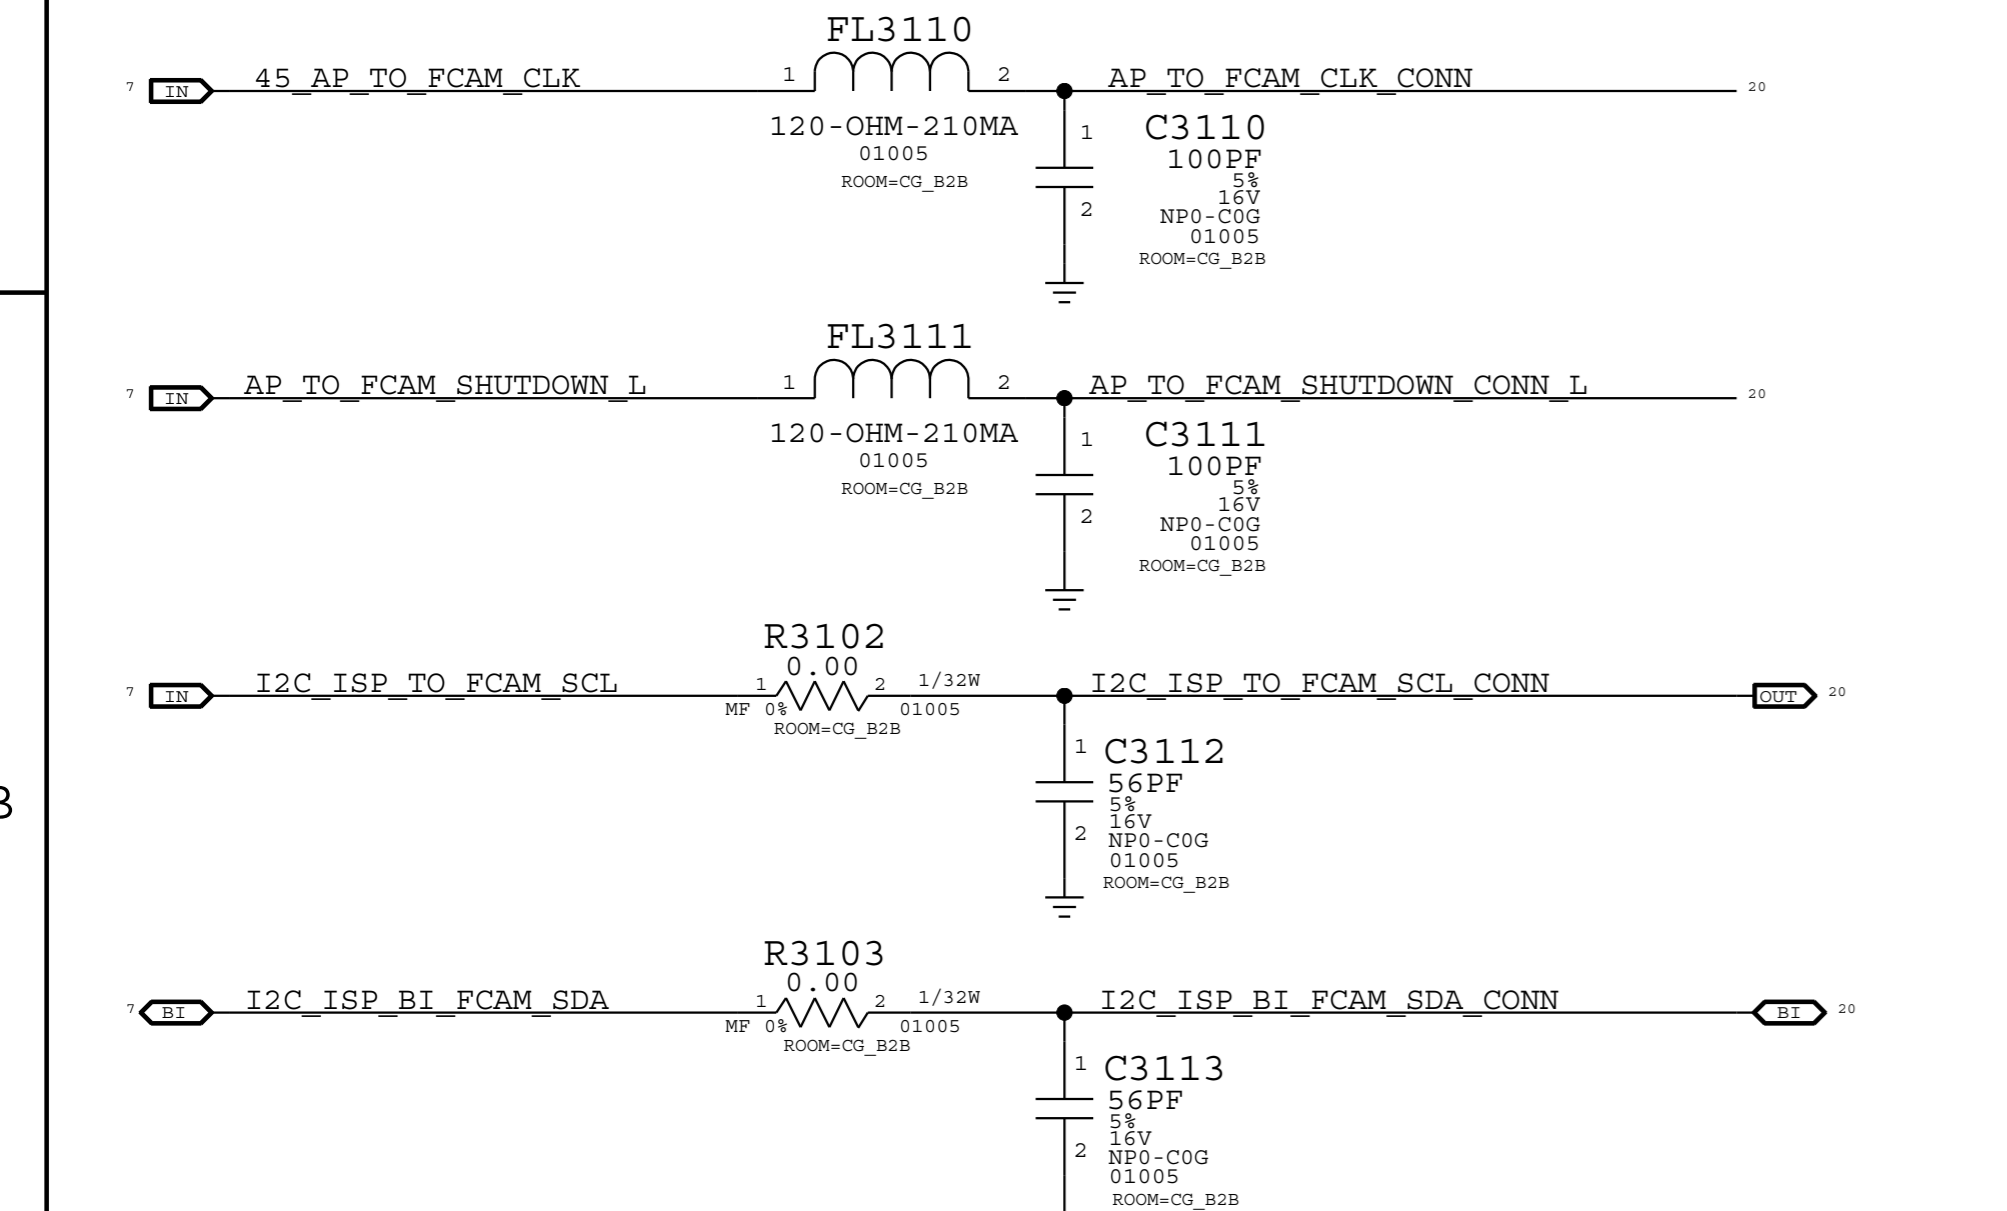 FL3110
7 IN 45_AP_TO_FCAM_CLK 1 2 AP_TO_FCAM_CLK_CONN 20
120-OHM-210MA
01005
ROOM=CG_B2B
1 C3110
100PF
5%
16V
2 NP0-C0G
01005
ROOM=CG_B2B
FL3111
7 IN AP_TO_FCAM_SHUTDOWN_L 1 2 AP_TO_FCAM_SHUTDOWN_CONN_L 20
120-OHM-210MA
01005
ROOM=CG_B2B
1 C3111
100PF
5%
16V
2 NP0-C0G
01005
ROOM=CG_B2B
R3102
0.00
7 IN I2C_ISP_TO_FCAM_SCL 1 2 1/32W I2C_ISP_TO_FCAM_SCL_CONN OUT 20
MF 0% 01005
ROOM=CG_B2B
1 C3112
56PF
5%
16V
2 NP0-C0G
01005
ROOM=CG_B2B
R3103
0.00
7 BI I2C_ISP_BI_FCAM_SDA 1 2 1/32W I2C_ISP_BI_FCAM_SDA_CONN BI 20
MF 0% 01005
ROOM=CG_B2B
1 C3113
56PF
5%
16V
2 NP0-C0G
01005
ROOM=CG_B2B